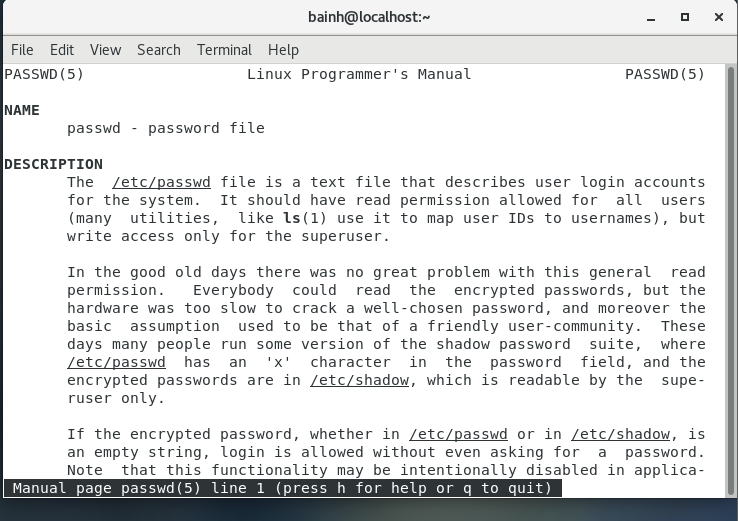 bainh@localhost:~
File Edit View Search Terminal Help
PASSWD(5) Linux Programmer's Manual PASSWD(5)
NAME
passwd - password file
DESCRIPTION
The /etc/passwd file is a text file that describes user login accounts
for the system. It should have read permission allowed for all users
(many utilities, like ls(1) use it to map user IDs to usernames), but
write access only for the superuser.
In the good old days there was no great problem with this general read
permission. Everybody could read the encrypted passwords, but the
hardware was too slow to crack a well-chosen password, and moreover the
basic assumption used to be that of a friendly user-community. These
days many people run some version of the shadow password suite, where
/etc/passwd has an 'x' character in the password field, and the
encrypted passwords are in /etc/shadow, which is readable by the supe-
ruser only.
If the encrypted password, whether in /etc/passwd or in /etc/shadow, is
an empty string, login is allowed without even asking for a password.
Note that this functionality may be intentionally disabled in applica-
Manual page passwd(5) line 1 (press h for help or q to quit)